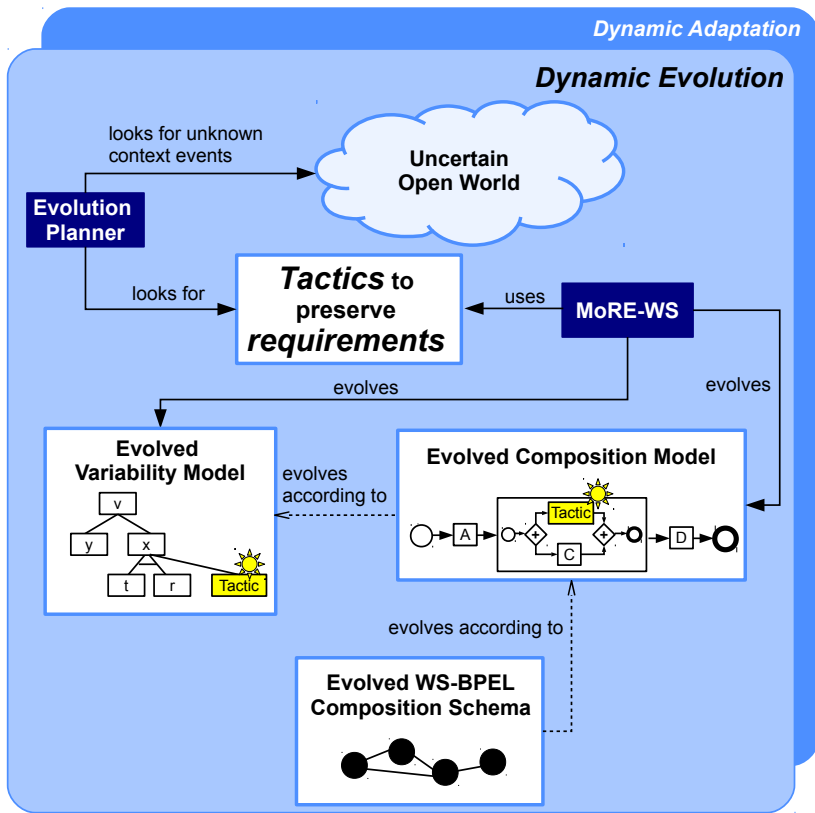 Dynamic Adaptation
Dynamic Evolution
looks for unknown
context events
Uncertain
Open World
Evolution
Planner
looks for
Tactics to
preserve
requirements
uses
MoRE-WS
evolves
evolves
Evolved
Variability Model
v
y
x
t
r
Tactic
evolves
according to
Evolved Composition Model
A
Tactic
C
D
evolves according to
Evolved WS-BPEL
Composition Schema